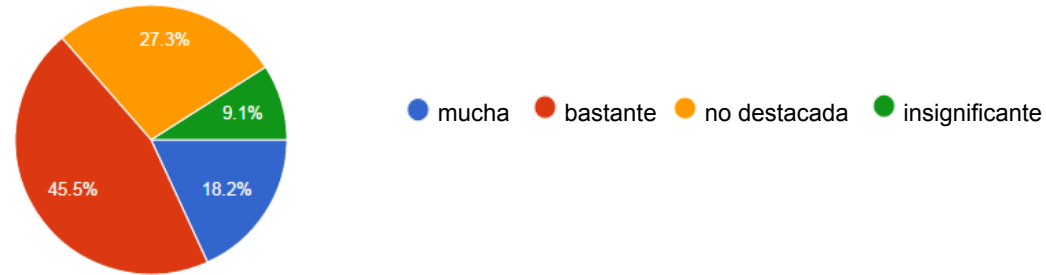 27.3%
9.1%
mucha bastante no destacada insignificante
45.5%
18.2%